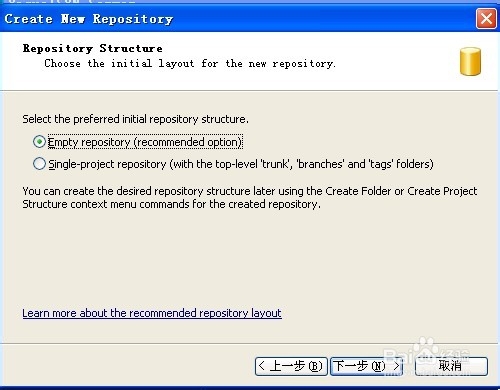 Create New Repository
Repository Structure
Choose the initial layout for the new repository.
Select the preferred initial repository structure.
Empty repository (recommended option)
Single-project repository (with the top-level 'trunk', 'branches' and 'tags' folders)
You can create the desired repository structure later using the Create Folder or Create Project
Structure context menu commands for the created repository.
Learn more about the recommended repository layout
< 上一步(B) 下一步(N) > 取消